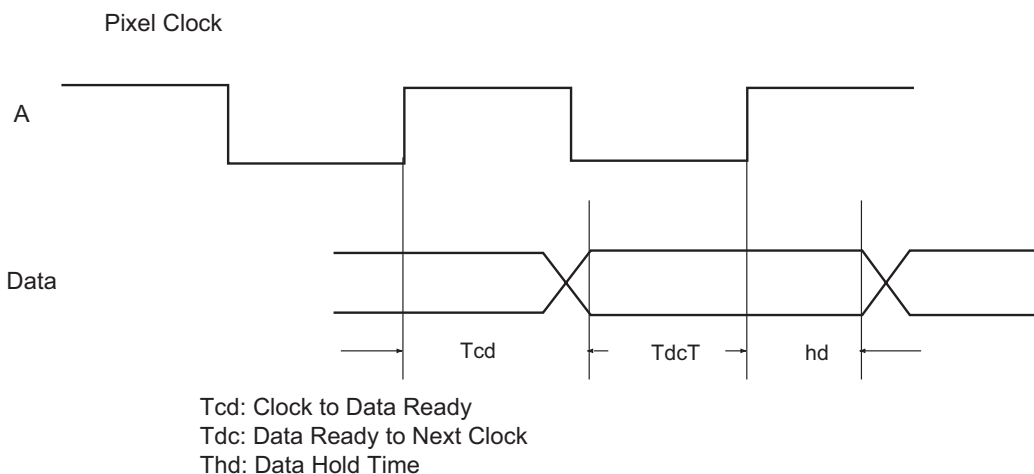 Pixel Clock
A
Data
Tcd TdcT hd
Tcd: Clock to Data Ready
Tdc: Data Ready to Next Clock
Thd: Data Hold Time